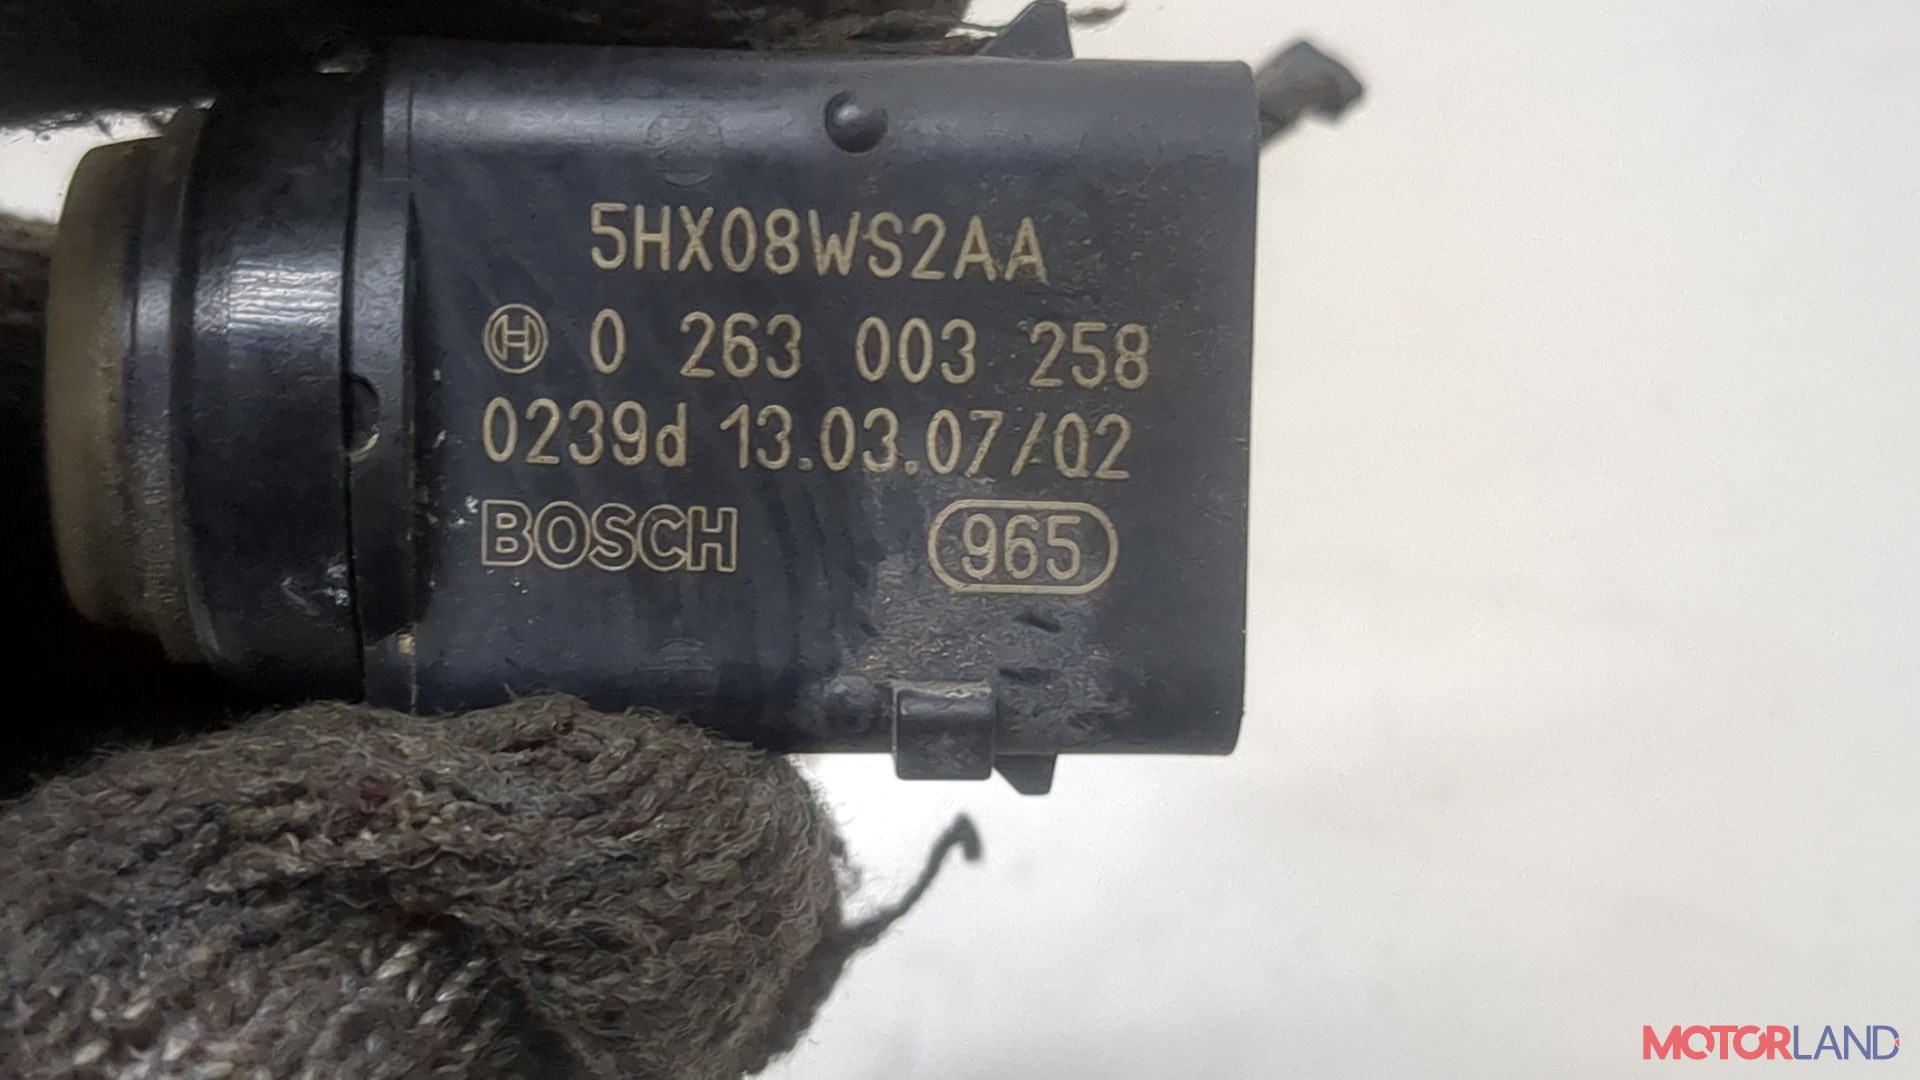 5HX08WS2AA
0 263 003 258
0239d 13.03.07/02
BOSCH 965
MOTORLAND